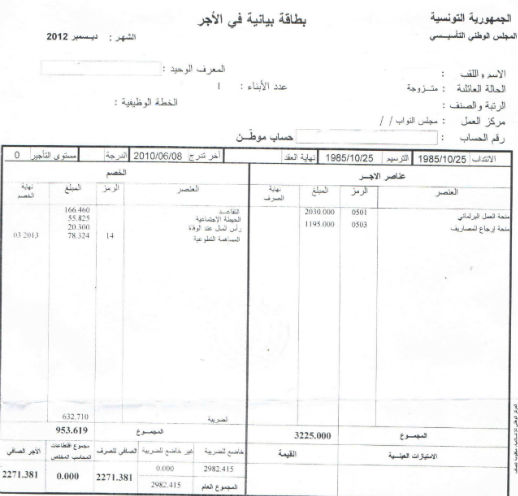 الجمهورية التونسية
المجلس الوطني التأسيسي
بطاقة بيانية في الأجر
الشهر : ديسمبر 2012
الاسم واللقب :
المعرف الوحيد :
الحالة العائلية : متزوجة
عدد الأبناء : 1
الرتبة والصنف :
الخطة الوظيفية :
مركز العمل : مجلس النواب / /
رقم الحساب :
حساب موطّن
الانتداب 1985/10/25 الترسيم 1985/10/25 نهاية العقد آخر تدرج 2010/06/08 الدرجة مستوى التأجير 0
عناصر الأجر
الخصم
العنصر الرمز المبلغ نهاية الصرف العنصر الرمز المبلغ نهاية الخصم
منحة العمل البرلماني 0501 2030.000
منحة إرجاع المصاريف 0503 1195.000
التقاعد 166.460
الحيطة الاجتماعية 55.825
رأس المال عند الوفاة 20.300
المساهمة التطوعية 14 78.324 03 2013
الضريبة 632.710
المجموع 3225.000
المجموع 953.619
الامتيازات العينية القيمة خاضع للضريبة غير خاضع للضريبة الصافي للصرف مجموع اقتطاعات المحاسب المختص الأجر الصافي
2982.415 0.000 2271.381 0.000 2271.381
المجموع العام 2982.415